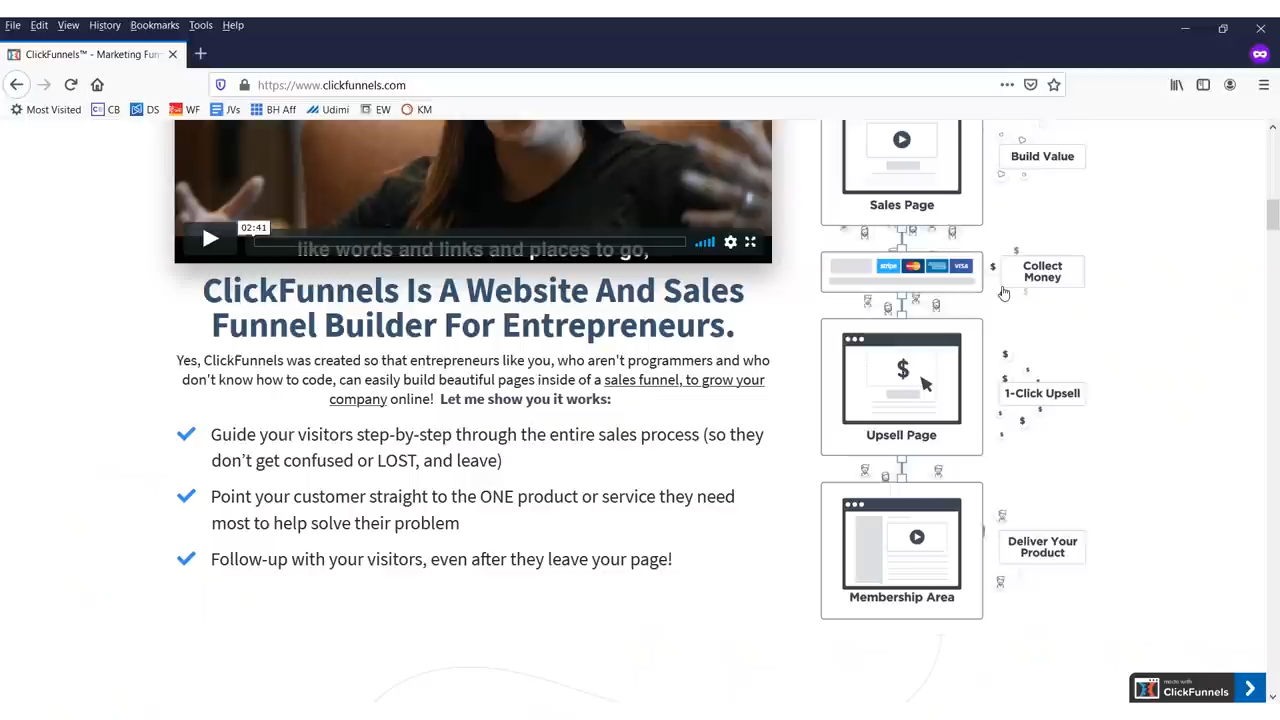 File Edit View History Bookmarks Tools Help
ClickFunnels™ - Marketing Fun
https://www.clickfunnels.com
Most Visited CB DS WF JVs BH Aff Udimi EW KM
02:41
like words and links and places to go,
ClickFunnels Is A Website And Sales
Funnel Builder For Entrepreneurs.
Yes, ClickFunnels was created so that entrepreneurs like you, who aren't programmers and who
don't know how to code, can easily build beautiful pages inside of a sales funnel, to grow your
company online! Let me show you it works:
Guide your visitors step-by-step through the entire sales process (so they
don't get confused or LOST, and leave)
Point your customer straight to the ONE product or service they need
most to help solve their problem
Follow-up with your visitors, even after they leave your page!
Build Value
Sales Page
stripe VISA
$ Collect
Money
$
Upsell Page
1-Click Upsell
Membership Area
Deliver Your
Product
made with
ClickFunnels